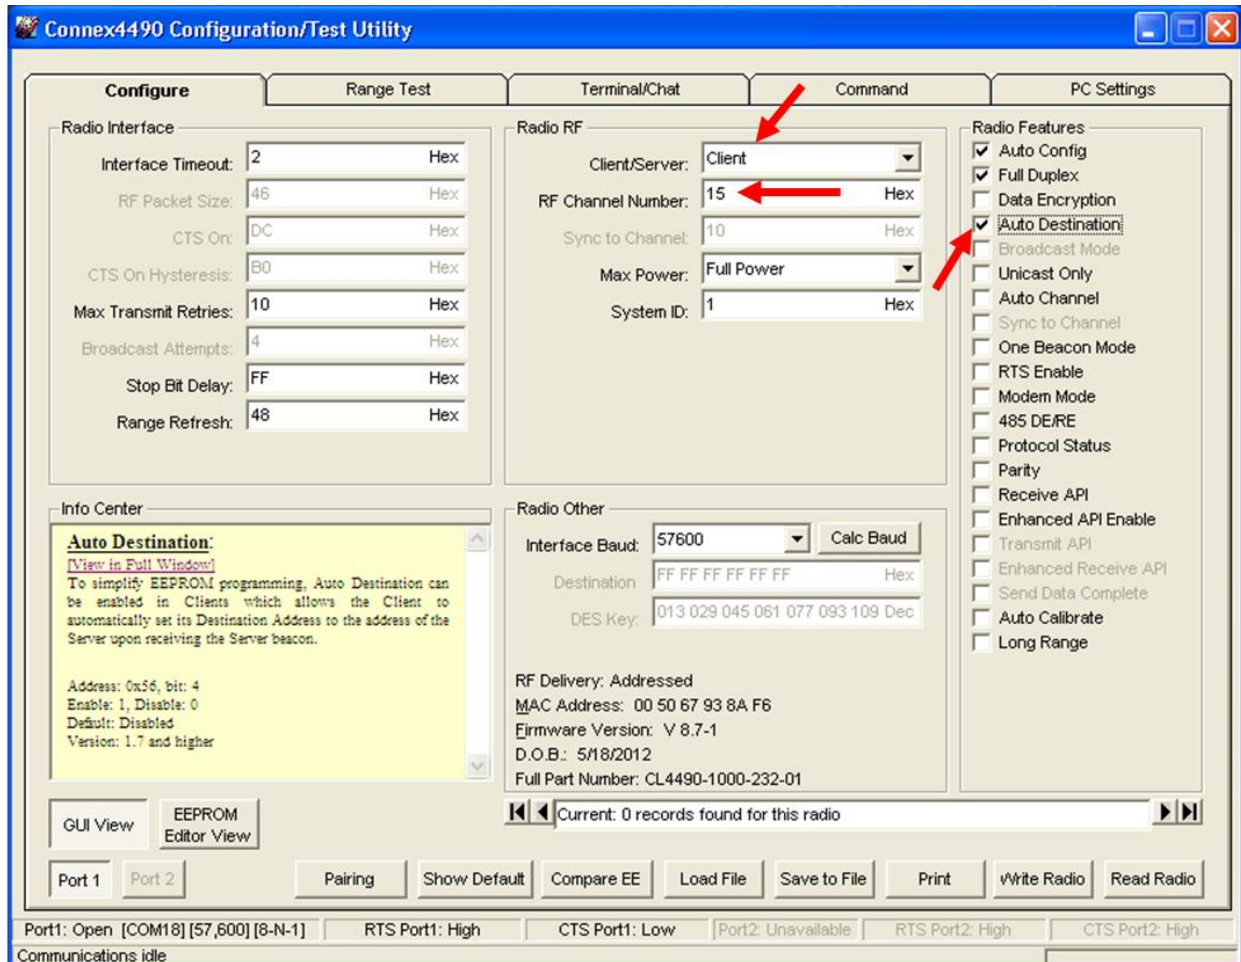 Connex4490 Configuration/Test Utility
Configure
Range Test
Terminal/Chat
Command
PC Settings
Radio Interface
Interface Timeout: 2 Hex
RF Packet Size: 46 Hex
CTS On: DC Hex
CTS On Hysteresis: B0 Hex
Max Transmit Retries: 10 Hex
Broadcast Attempts: 4 Hex
Stop Bit Delay: FF Hex
Range Refresh: 48 Hex
Radio RF
Client/Server: Client
RF Channel Number: 15 Hex
Sync to Channel: 10 Hex
Max Power: Full Power
System ID: 1 Hex
Radio Features
Auto Config
Full Duplex
Data Encryption
Auto Destination
Broadcast Mode
Unicast Only
Auto Channel
Sync to Channel
One Beacon Mode
RTS Enable
Modem Mode
485 DE/RE
Protocol Status
Parity
Receive API
Enhanced API Enable
Transmit API
Enhanced Receive API
Send Data Complete
Auto Calibrate
Long Range
Info Center
Auto Destination:
[View in Full Window]
To simplify EEPROM programming, Auto Destination can
be enabled in Clients which allows the Client to
automatically set its Destination Address to the address of the
Server upon receiving the Server beacon.
Address: 0x56, bit: 4
Enable: 1, Disable: 0
Default: Disabled
Version: 1.7 and higher
Radio Other
Interface Baud: 57600 Calc Baud
Destination FF FF FF FF FF FF Hex
DES Key: 013 029 045 061 077 093 109 Dec
RF Delivery: Addressed
MAC Address: 00 50 67 93 8A F6
Firmware Version: V 8.7-1
D.O.B.: 5/18/2012
Full Part Number: CL4490-1000-232-01
Current: 0 records found for this radio
GUI View
EEPROM
Editor View
Port 1
Port 2
Pairing
Show Default
Compare EE
Load File
Save to File
Print
Write Radio
Read Radio
Port1: Open [COM18] [57,600] [8-N-1]
RTS Port1: High
CTS Port1: Low
Port2: Unavailable
RTS Port2: High
CTS Port2: High
Communications idle